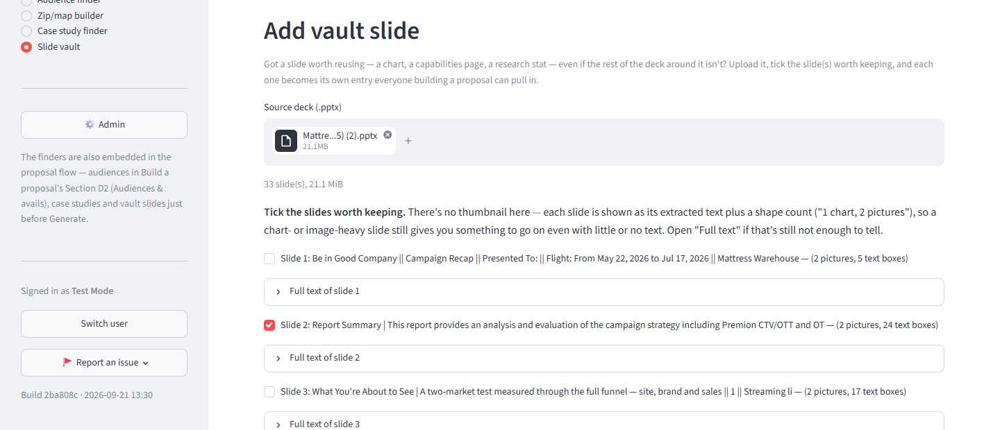 Audience finder
Zip/map builder
Case study finder
Slide vault
Admin
The finders are also embedded in the
proposal flow — audiences in Build a
proposal's Section D2 (Audiences &
avails), case studies and vault slides just
before Generate.
Signed in as Test Mode
Switch user
Report an issue
Build 2ba808c · 2026-09-21 13:30
Add vault slide
Got a slide worth reusing — a chart, a capabilities page, a research stat — even if the rest of the deck around it isn't? Upload it, tick the slide(s) worth keeping, and each
one becomes its own entry everyone building a proposal can pull in.
Source deck (.pptx)
Mattre...5) (2).pptx
21.1MB
33 slide(s), 21.1 MiB
Tick the slides worth keeping. There's no thumbnail here — each slide is shown as its extracted text plus a shape count ("1 chart, 2 pictures"), so a
chart- or image-heavy slide still gives you something to go on even with little or no text. Open "Full text" if that's still not enough to tell.
Slide 1: Be in Good Company || Campaign Recap || Presented To: || Flight: From May 22, 2026 to Jul 17, 2026 || Mattress Warehouse — (2 pictures, 5 text boxes)
Full text of slide 1
Slide 2: Report Summary | This report provides an analysis and evaluation of the campaign strategy including Premion CTV/OTT and OT — (2 pictures, 24 text boxes)
Full text of slide 2
Slide 3: What You're About to See | A two-market test measured through the full funnel — site, brand and sales || 1 || Streaming li — (2 pictures, 17 text boxes)
Full text of slide 3